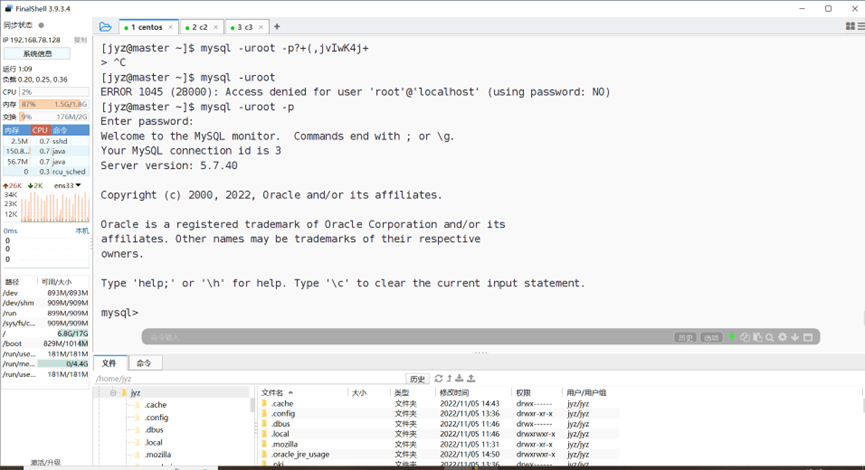 FinalShell 3.9.3.4
同步状态
IP 192.168.78.128 复制
系统信息
运行 1:09
负载 0.20, 0.25, 0.36
CPU 2%
内存 87% 1.5G/1.8G
交换 9% 176M/2G
内存 CPU 命令
2.5M 0.7 sshd
150.8... 0.7 java
56.7M 0.7 java
0 0.3 rcu_sched
26K 2K ens33
34K
23K
12K
0ms 本机
0
0
0
路径 可用/大小
/dev 893M/893M
/dev/shm 909M/909M
/run 899M/909M
/sys/fs/c... 909M/909M
/ 6.8G/17G
/boot 829M/1014M
/run/use... 181M/181M
/run/me... 0/4.4G
/run/use... 181M/181M
激活/升级
1 centos
2 c2
3 c3
[jyz@master ~]$ mysql -uroot -p?+(,jvIwK4j+
> ^C
[jyz@master ~]$ mysql -uroot
ERROR 1045 (28000): Access denied for user 'root'@'localhost' (using password: NO)
[jyz@master ~]$ mysql -uroot -p
Enter password:
Welcome to the MySQL monitor.  Commands end with ; or \g.
Your MySQL connection id is 3
Server version: 5.7.40
Copyright (c) 2000, 2022, Oracle and/or its affiliates.
Oracle is a registered trademark of Oracle Corporation and/or its
affiliates. Other names may be trademarks of their respective
owners.
Type 'help;' or '\h' for help. Type '\c' to clear the current input statement.
mysql>
命令输入 历史 选项
文件 命令
/home/jyz 历史
jyz
.cache
.config
.dbus
.local
.mozilla
文件名 大小 类型 修改时间 权限 用户/用户组
.cache 文件夹 2022/11/05 14:43 drwx------ jyz/jyz
.config 文件夹 2022/11/05 13:36 drwxr-xr-x jyz/jyz
.dbus 文件夹 2022/11/05 11:46 drwx------ jyz/jyz
.local 文件夹 2022/11/05 11:46 drwxrwxr-x jyz/jyz
.mozilla 文件夹 2022/11/05 11:31 drwxr-xr-x jyz/jyz
.oracle_jre_usage 文件夹 2022/11/05 14:50 drwxrwxr-x jyz/jyz
.pki 文件夹 2022/11/05 13:36 drwx------ jyz/jyz